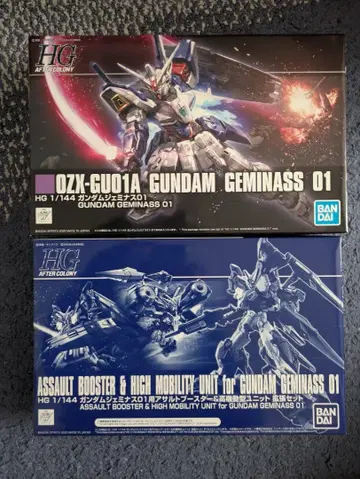 HG
AFTER COLONY
OZX-GU01A GUNDAM GEMINASS 01
HG 1/144 ガンダムジェミナス01
GUNDAM GEMINASS 01
BANDAI
HG
AFTER COLONY
ASSAULT BOOSTER & HIGH MOBILITY UNIT for GUNDAM GEMINASS 01
HG 1/144 ガンダムジェミナス01用アサルトブースター&高機動型ユニット 拡張セット
ASSAULT BOOSTER & HIGH MOBILITY UNIT for GUNDAM GEMINASS 01
BANDAI